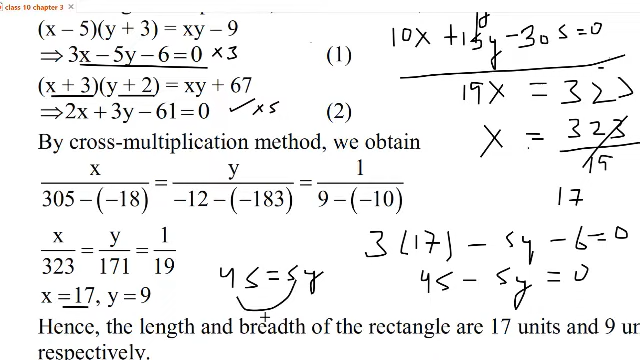 class 10 chapter 3
(x − 5)(y + 3) = xy − 9
⇒ 3x − 5y − 6 = 0 ×3 (1)
(x + 3)(y + 2) = xy + 67
⇒ 2x + 3y − 61 = 0 ✓×5 (2)
By cross-multiplication method, we obtain
x/305 − (−18) = y/−12 − (−183) = 1/9 − (−10)
x/323 = y/171 = 1/19
x = 17, y = 9
Hence, the length and breadth of the rectangle are 17 units and 9
respectively.
10x + 15y − 305 = 0
19x = 323
x = 323/19
17
3(17) − 5y − 6 = 0
45 − 5y = 0
45 = 5y